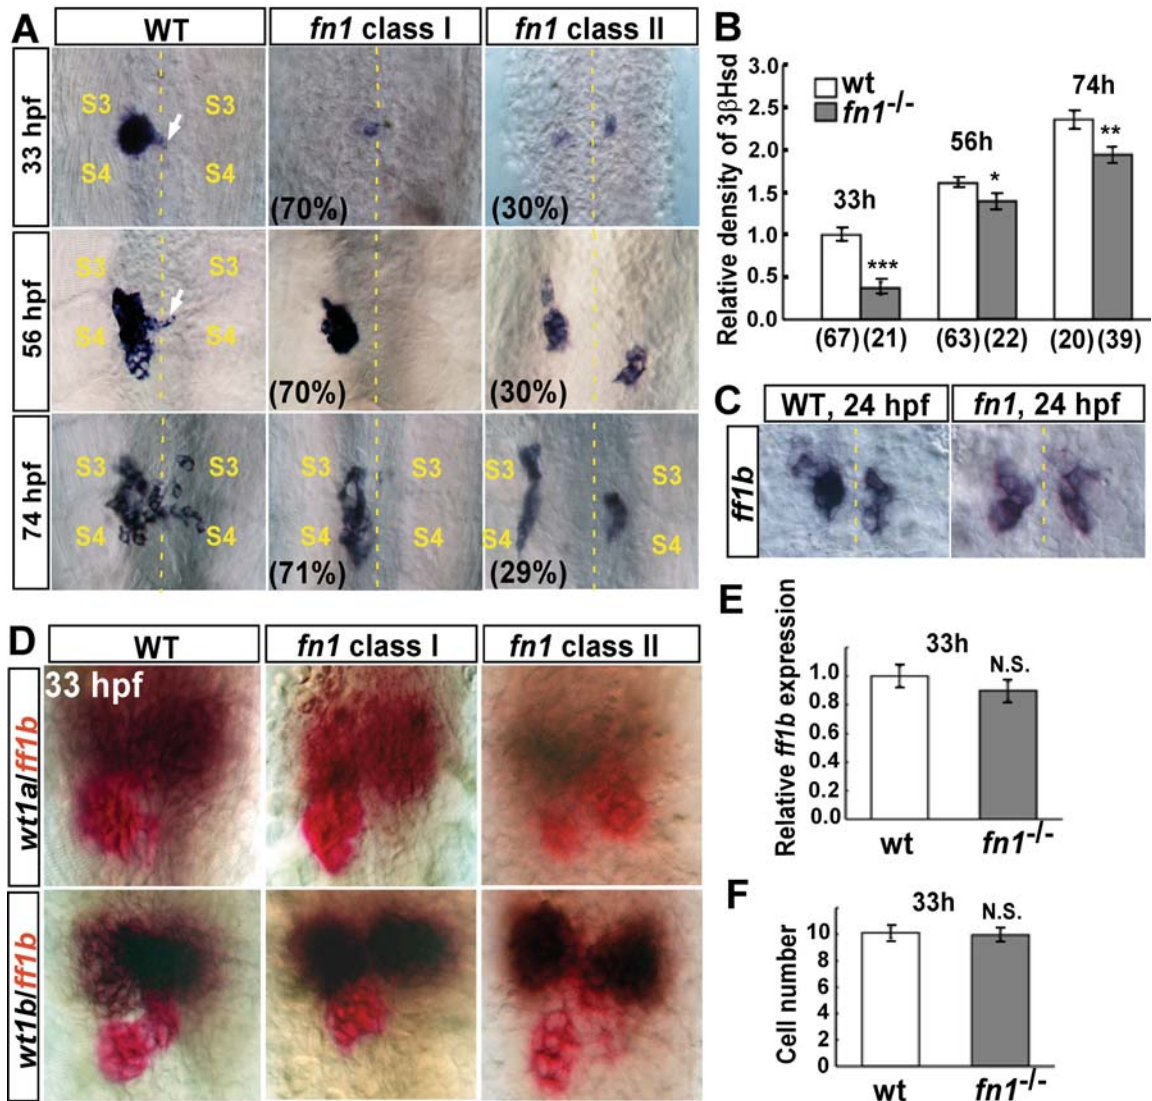 A
WT
fn1 class I
fn1 class II
33 hpf
S3
S3
S4
S4
(70%)
(30%)
56 hpf
S3
S3
S4
S4
(70%)
(30%)
74 hpf
S3
S3
S4
S4
S3
S3
S4
S4
(71%)
S3
S3
S4
S4
(29%)
B
Relative density of 3βHsd
3.0
2.5
2.0
1.5
1.0
0.5
0.0
wt
fn1-/-
33h
56h
74h
***
*
**
(67)(21)
(63)(22)
(20)(39)
C
WT, 24 hpf
fn1, 24 hpf
ff1b
D
WT
fn1 class I
fn1 class II
33 hpf
wt1a/ff1b
wt1b/ff1b
E
Relative ff1b expression
1.0
0.8
0.6
0.4
0.2
0.0
33h
N.S.
wt
fn1-/-
F
Cell number
10
8
6
4
2
0
33h
N.S.
wt
fn1-/-